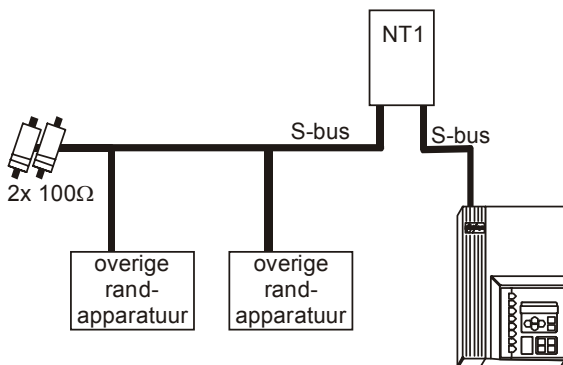 NT1
S-bus
S-bus
2x 100Ω
overige
rand-
apparatuur
overige
rand-
apparatuur